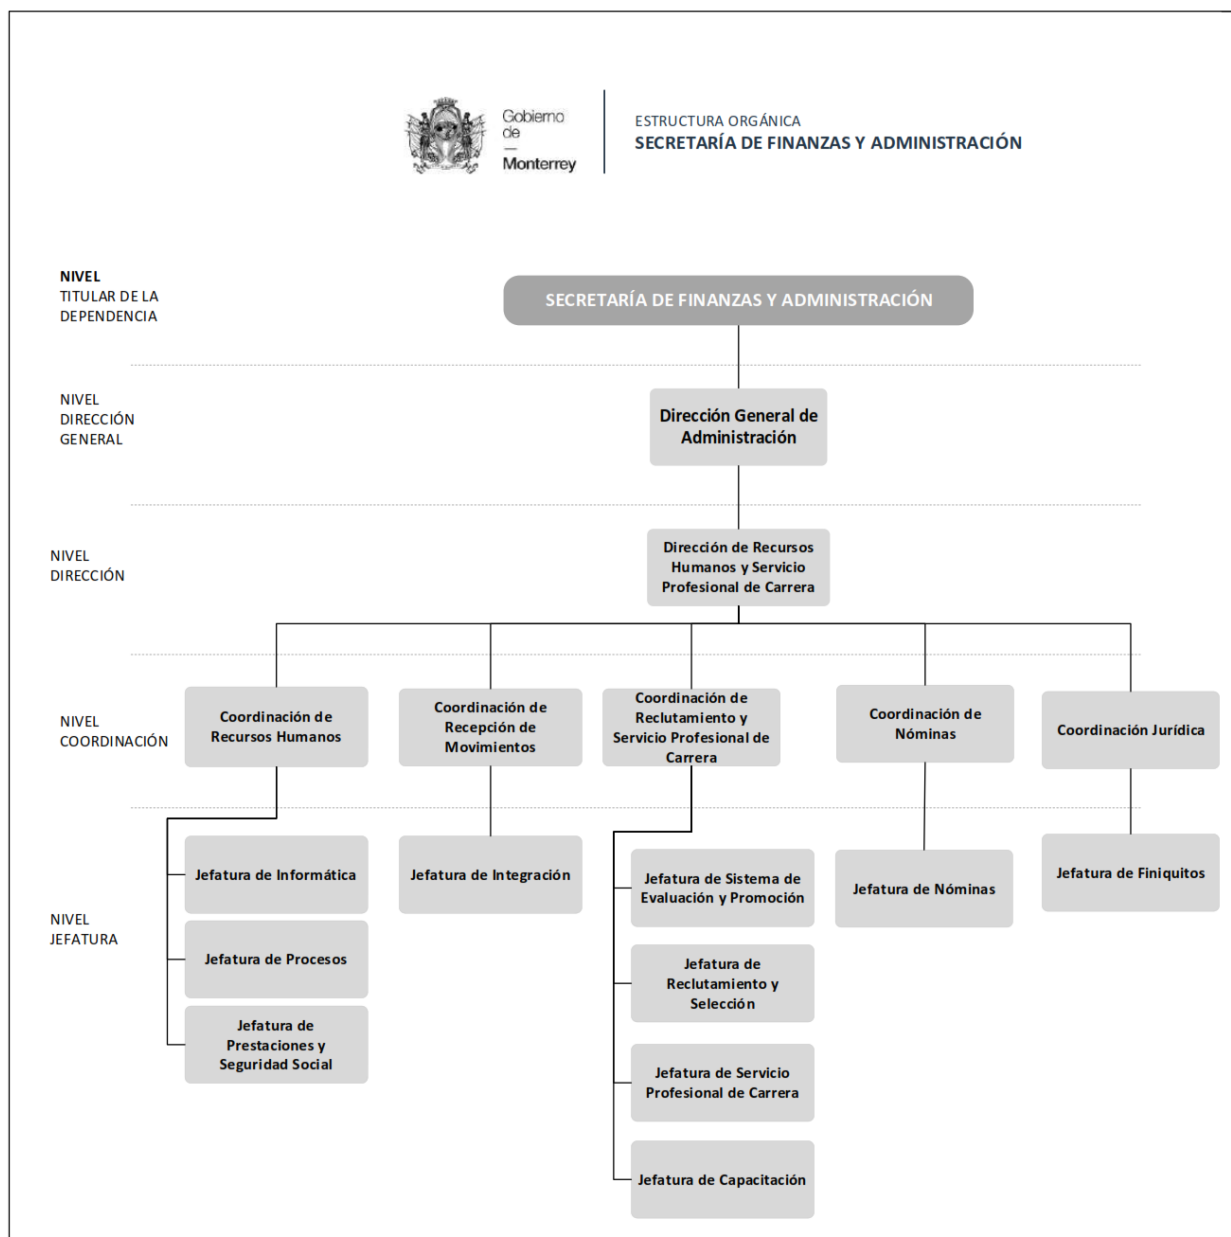 Gobierno
de
—
Monterrey
ESTRUCTURA ORGÁNICA
SECRETARÍA DE FINANZAS Y ADMINISTRACIÓN
NIVEL
TITULAR DE LA
DEPENDENCIA
SECRETARÍA DE FINANZAS Y ADMINISTRACIÓN
NIVEL
DIRECCIÓN
GENERAL
Dirección General de
Administración
NIVEL
DIRECCIÓN
Dirección de Recursos
Humanos y Servicio
Profesional de Carrera
NIVEL
COORDINACIÓN
Coordinación de
Recursos Humanos
Coordinación de
Recepción de
Movimientos
Coordinación de
Reclutamiento y
Servicio Profesional de
Carrera
Coordinación de
Nóminas
Coordinación Jurídica
NIVEL
JEFATURA
Jefatura de Informática
Jefatura de Procesos
Jefatura de
Prestaciones y
Seguridad Social
Jefatura de Integración
Jefatura de Sistema de
Evaluación y Promoción
Jefatura de
Reclutamiento y
Selección
Jefatura de Servicio
Profesional de Carrera
Jefatura de Capacitación
Jefatura de Nóminas
Jefatura de Finiquitos